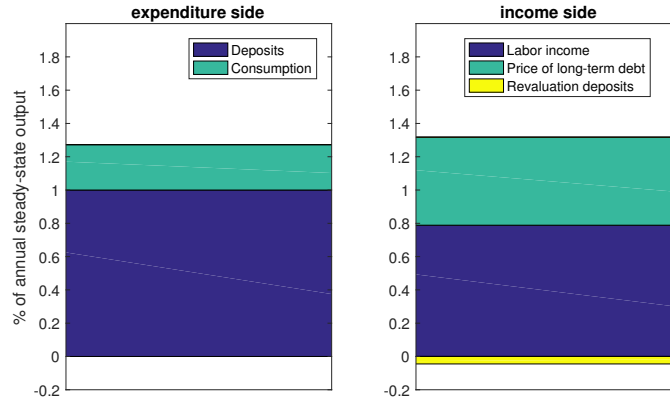 expenditure side
% of annual steady-state output
1.8
1.6
1.4
1.2
1
0.8
0.6
0.4
0.2
0
-0.2
Deposits
Consumption
income side
1.8
1.6
1.4
1.2
1
0.8
0.6
0.4
0.2
0
-0.2
Labor income
Price of long-term debt
Revaluation deposits